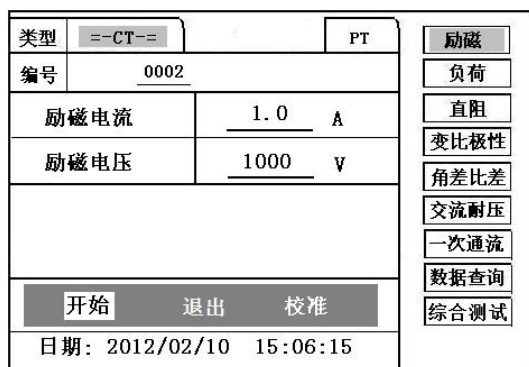 类型 =-CT-= PT
编号 0002
励磁电流 1.0 A
励磁电压 1000 V
开始 退出 校准
日期: 2012/02/10 15:06:15
励磁
负荷
直阻
变比极性
角差比差
交流耐压
一次通流
数据查询
综合测试